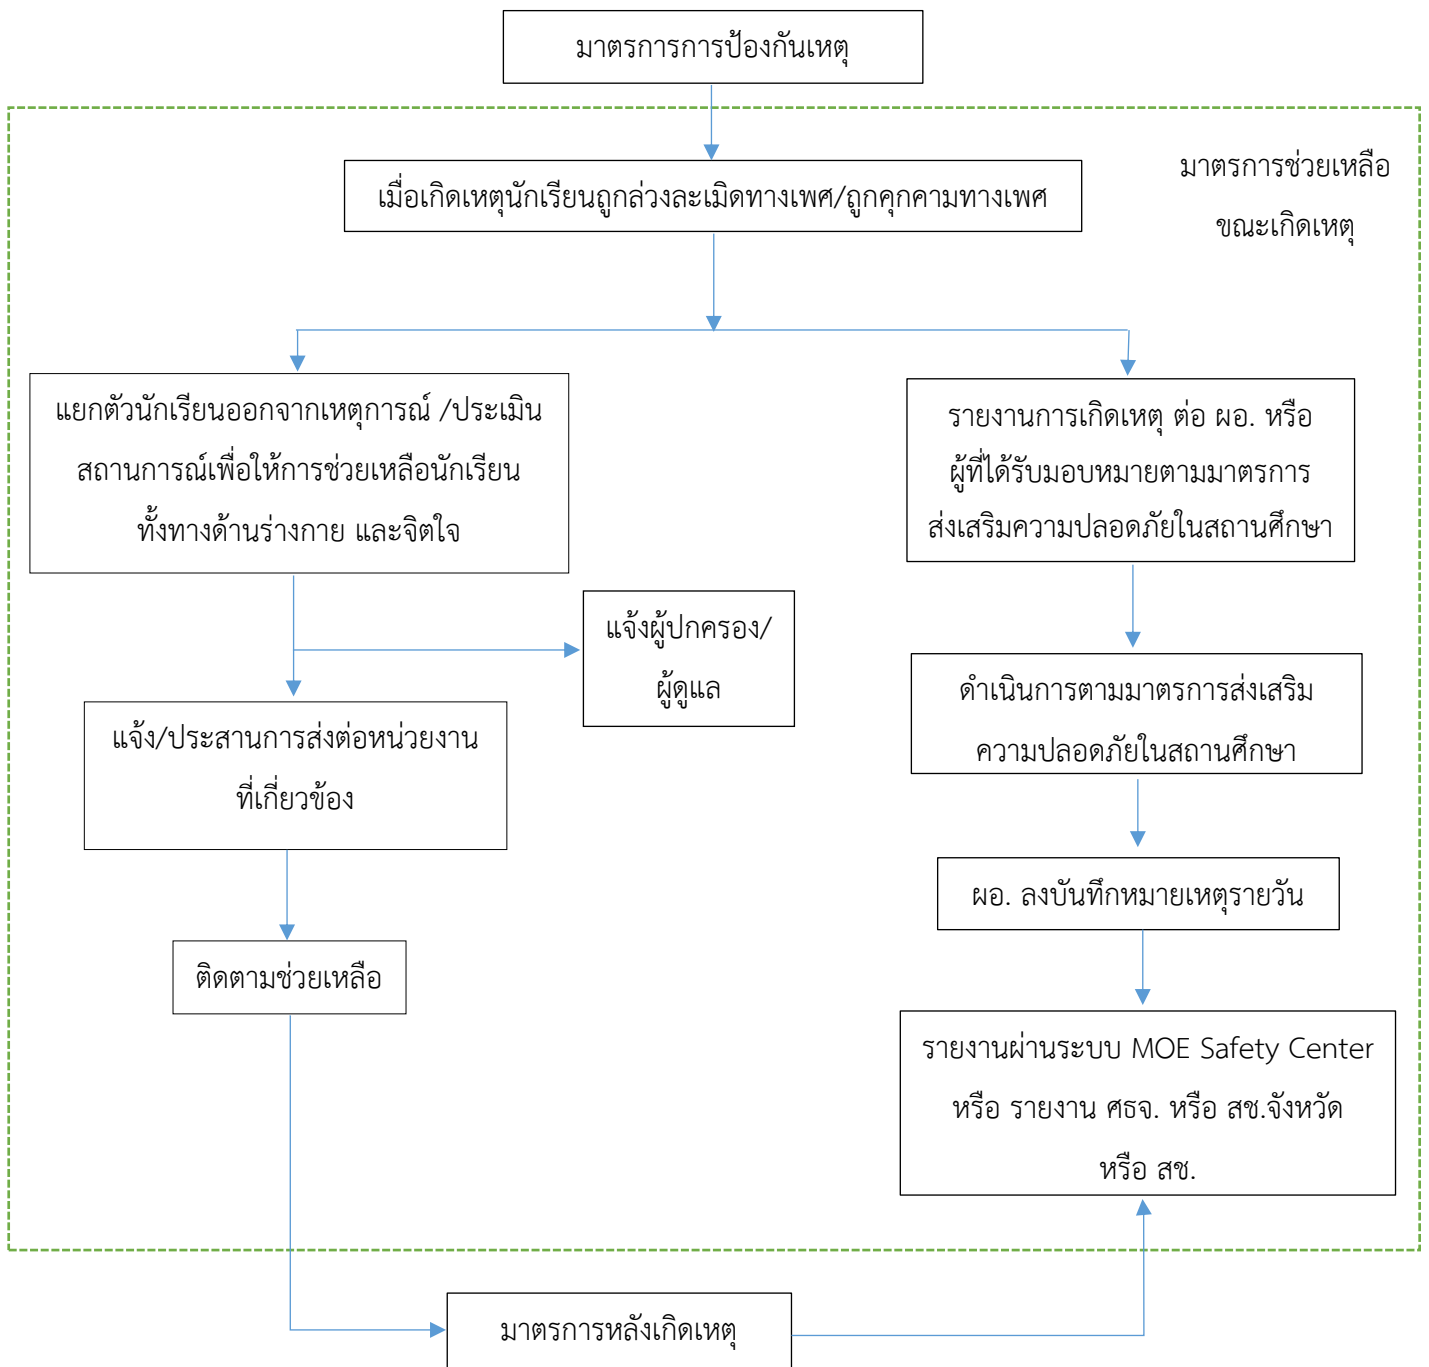 มาตรการการป้องกันเหตุ
มาตรการช่วยเหลือ
ขณะเกิดเหตุ
เมื่อเกิดเหตุนักเรียนถูกล่วงละเมิดทางเพศ/ถูกคุกคามทางเพศ
แยกตัวนักเรียนออกจากเหตุการณ์ /ประเมิน
สถานการณ์เพื่อให้การช่วยเหลือนักเรียน
ทั้งทางด้านร่างกาย และจิตใจ
รายงานการเกิดเหตุ ต่อ ผอ. หรือ
ผู้ที่ได้รับมอบหมายตามมาตรการ
ส่งเสริมความปลอดภัยในสถานศึกษา
แจ้งผู้ปกครอง/
ผู้ดูแล
แจ้ง/ประสานการส่งต่อหน่วยงาน
ที่เกี่ยวข้อง
ดำเนินการตามมาตรการส่งเสริม
ความปลอดภัยในสถานศึกษา
ผอ. ลงบันทึกหมายเหตุรายวัน
ติดตามช่วยเหลือ
รายงานผ่านระบบ MOE Safety Center
หรือ รายงาน ศธจ. หรือ สช.จังหวัด
หรือ สช.
มาตรการหลังเกิดเหตุ